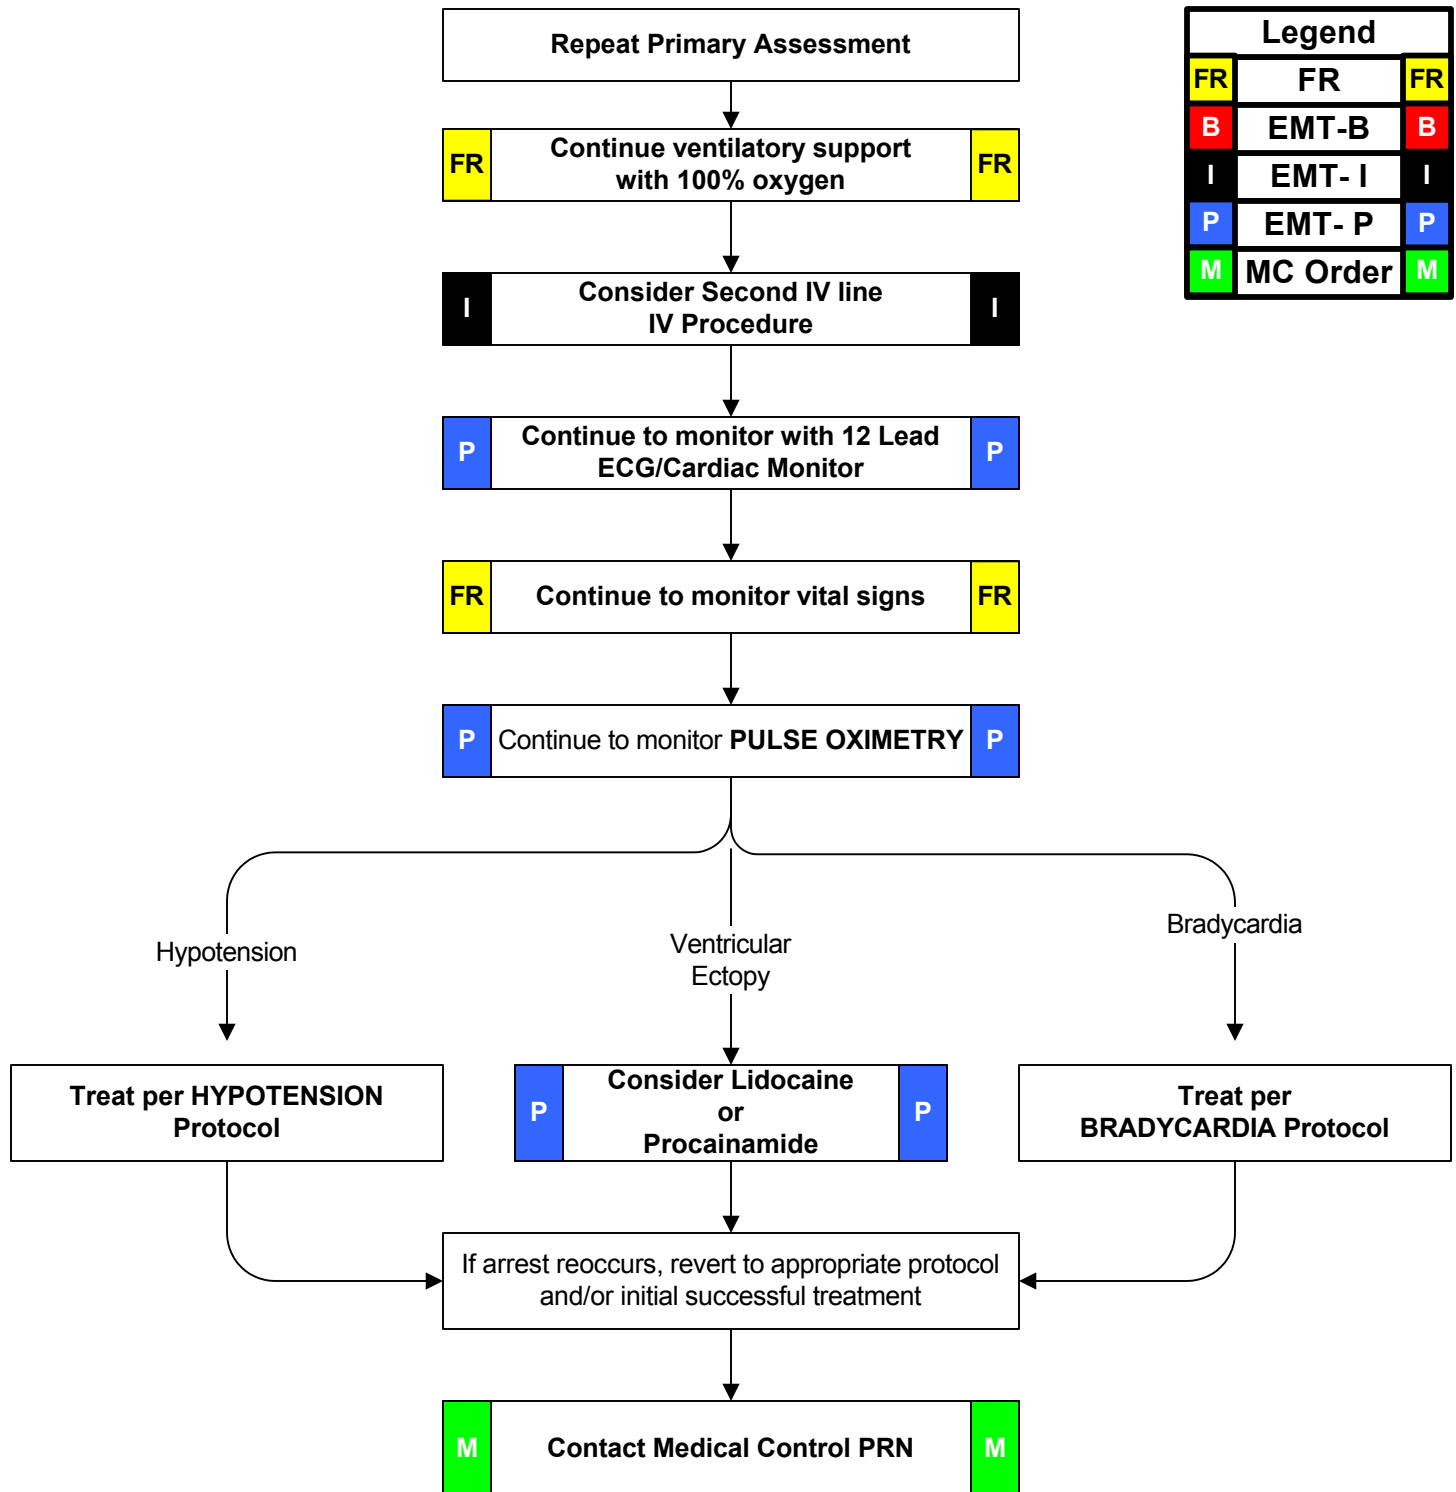 Repeat Primary Assessment
Legend
FR FR FR
B EMT-B B
I EMT- I I
P EMT- P P
M MC Order M
FR Continue ventilatory support FR
with 100% oxygen
I Consider Second IV line I
IV Procedure
P Continue to monitor with 12 Lead P
ECG/Cardiac Monitor
FR Continue to monitor vital signs FR
P Continue to monitor PULSE OXIMETRY P
Hypotension
Ventricular
Ectopy
Bradycardia
Treat per HYPOTENSION
Protocol
P Consider Lidocaine P
or
Procainamide
Treat per
BRADYCARDIA Protocol
If arrest reoccurs, revert to appropriate protocol
and/or initial successful treatment
M Contact Medical Control PRN M